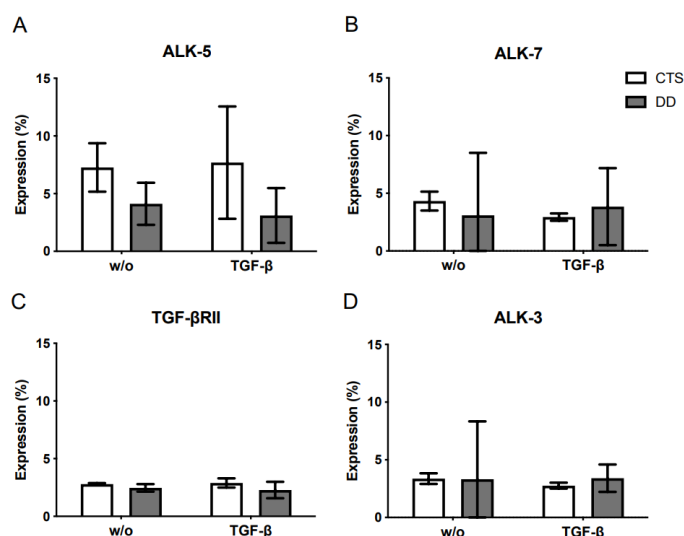 A
ALK-5
Expression (%)
15
10
5
0
w/o TGF-β
B
ALK-7
CTS
DD
Expression (%)
15
10
5
0
w/o TGF-β
C
TGF-βRII
Expression (%)
15
10
5
0
w/o TGF-β
D
ALK-3
Expression (%)
15
10
5
0
w/o TGF-β